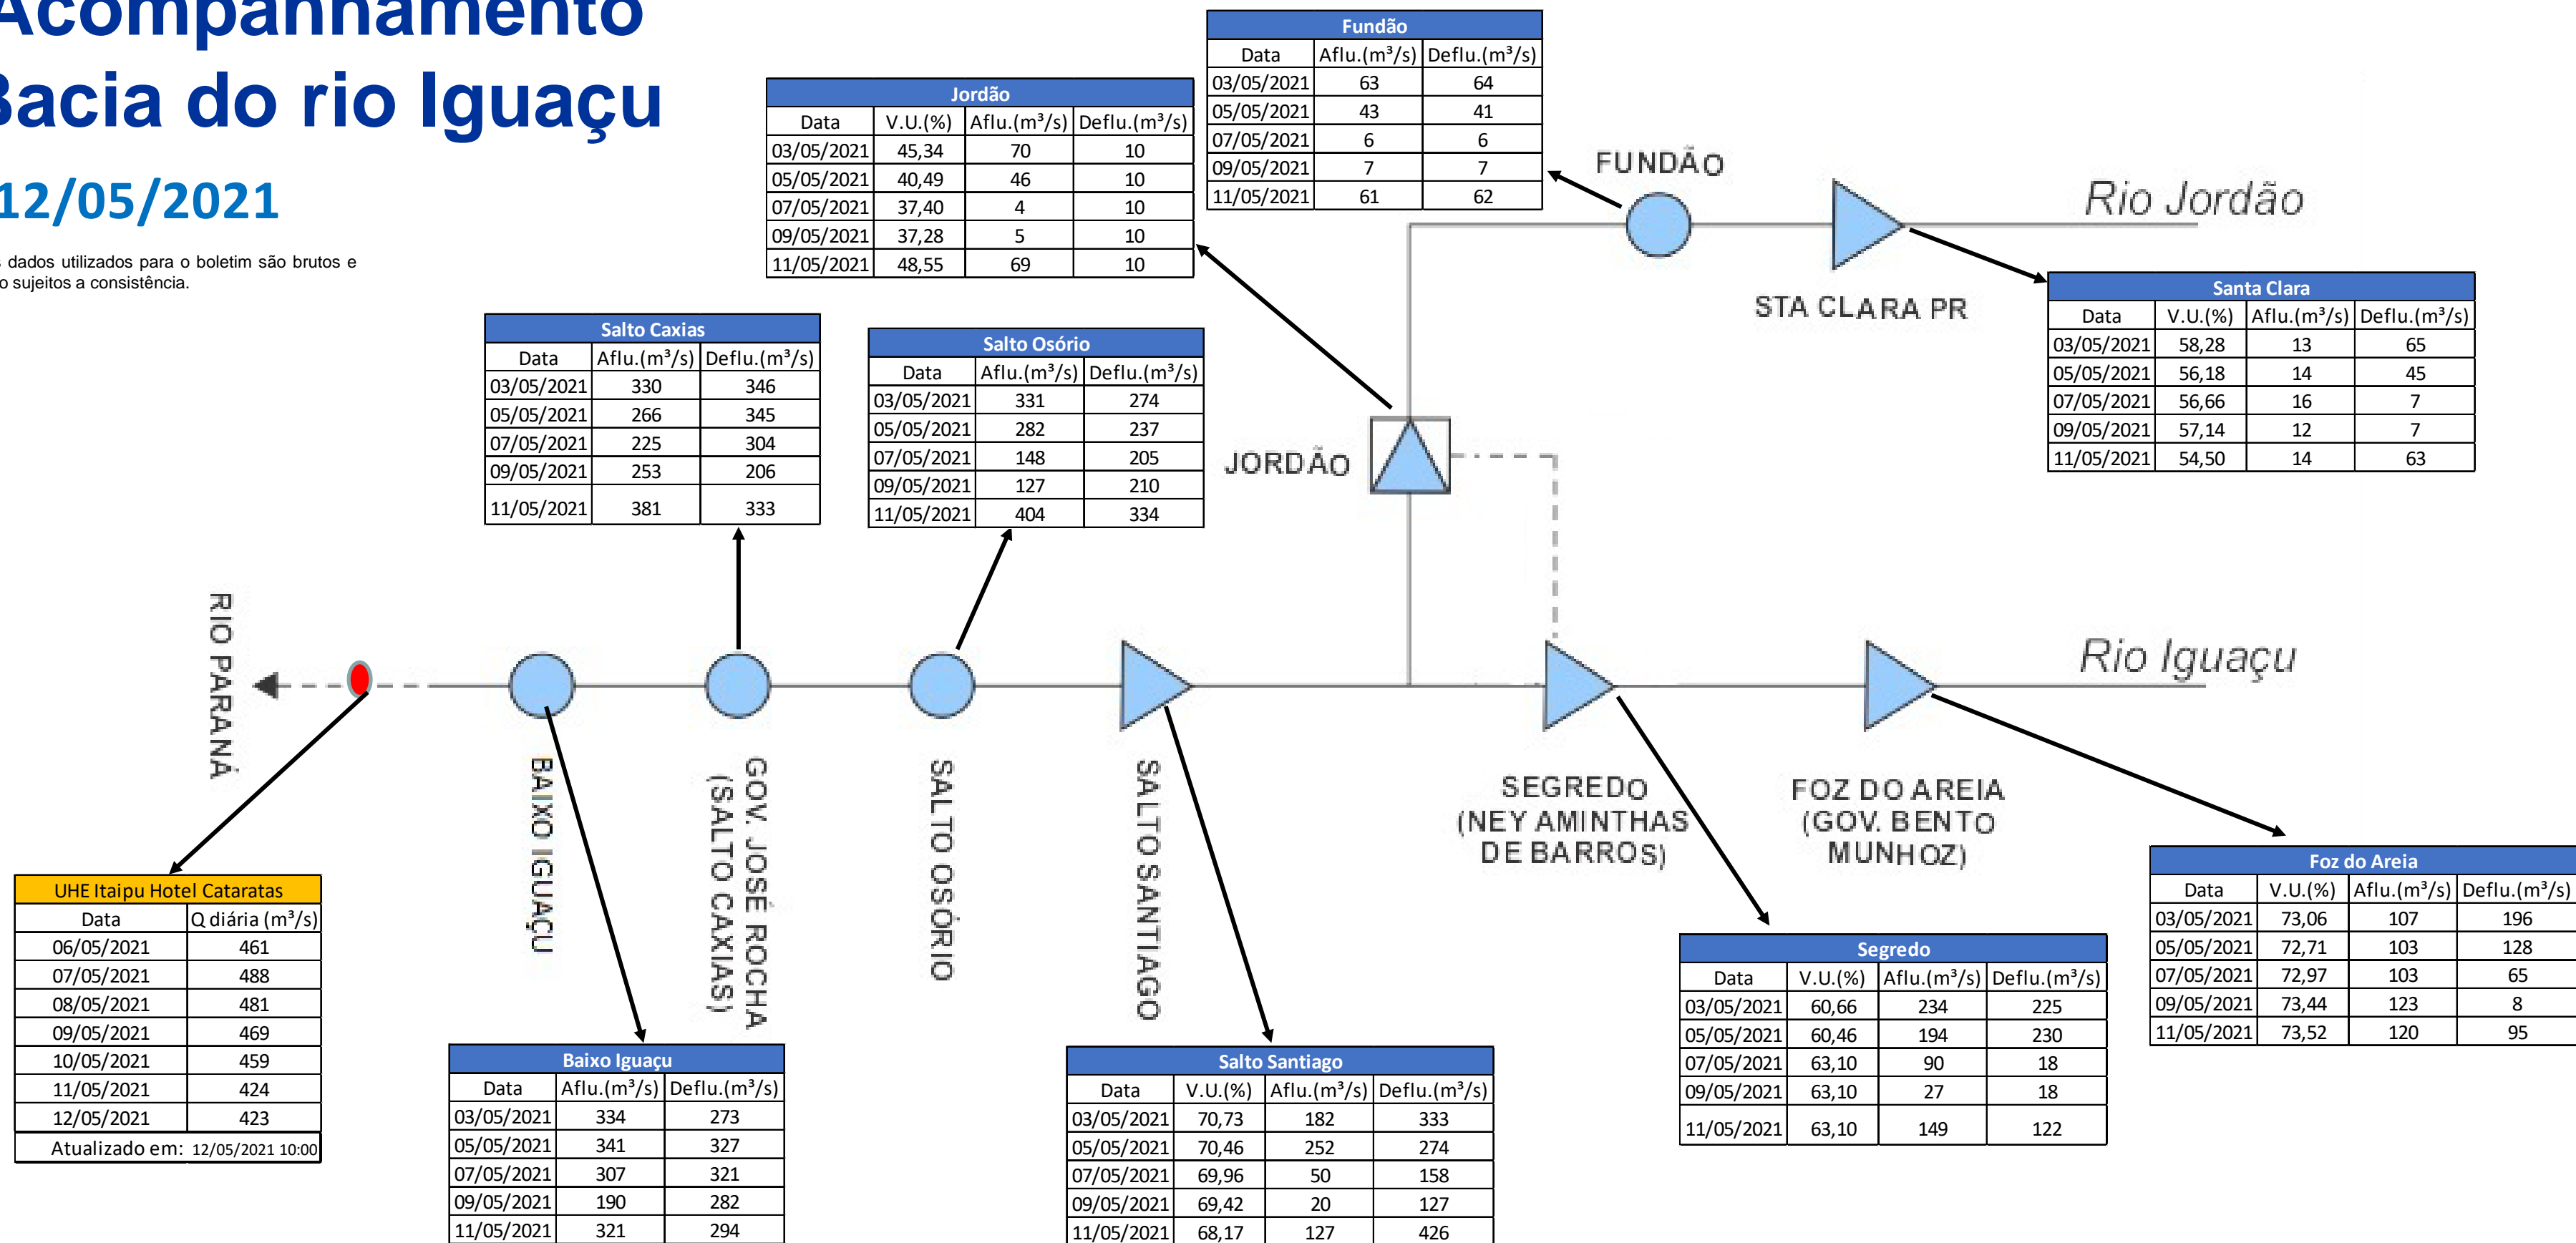 Acompanhamento
Bacia do rio Iguaçu
12/05/2021
dados utilizados para o boletim são brutos e
sujeitos a consistência.
Fundão
Data Aflu.(m³/s) Deflu.(m³/s)
03/05/2021 63 64
05/05/2021 43 41
07/05/2021 6 6
09/05/2021 7 7
11/05/2021 61 62
Jordão
Data V.U.(%) Aflu.(m³/s) Deflu.(m³/s)
03/05/2021 45,34 70 10
05/05/2021 40,49 46 10
07/05/2021 37,40 4 10
09/05/2021 37,28 5 10
11/05/2021 48,55 69 10
FUNDÃO
Rio Jordão
STA CLARA PR
Santa Clara
Data V.U.(%) Aflu.(m³/s) Deflu.(m³/s)
03/05/2021 58,28 13 65
05/05/2021 56,18 14 45
07/05/2021 56,66 16 7
09/05/2021 57,14 12 7
11/05/2021 54,50 14 63
Salto Caxias
Data Aflu.(m³/s) Deflu.(m³/s)
03/05/2021 330 346
05/05/2021 266 345
07/05/2021 225 304
09/05/2021 253 206
11/05/2021 381 333
Salto Osório
Data Aflu.(m³/s) Deflu.(m³/s)
03/05/2021 331 274
05/05/2021 282 237
07/05/2021 148 205
09/05/2021 127 210
11/05/2021 404 334
JORDÃO
RIO PARANÁ
Rio Iguaçu
BAIXO IGUAÇU
GOV. JOSÉ ROCHA
(SALTO CAXIAS)
SALTO OSÓRIO
SALTO SANTIAGO
SEGREDO
(NEY AMINTHAS
DE BARROS)
FOZ DO AREIA
(GOV. BENTO
MUNHOZ)
Foz do Areia
Data V.U.(%) Aflu.(m³/s) Deflu.(m³/s)
03/05/2021 73,06 107 196
05/05/2021 72,71 103 128
07/05/2021 72,97 103 65
09/05/2021 73,44 123 8
11/05/2021 73,52 120 95
UHE Itaipu Hotel Cataratas
Data Q diária (m³/s)
06/05/2021 461
07/05/2021 488
08/05/2021 481
09/05/2021 469
10/05/2021 459
11/05/2021 424
12/05/2021 423
Atualizado em: 12/05/2021 10:00
Segredo
Data V.U.(%) Aflu.(m³/s) Deflu.(m³/s)
03/05/2021 60,66 234 225
05/05/2021 60,46 194 230
07/05/2021 63,10 90 18
09/05/2021 63,10 27 18
11/05/2021 63,10 149 122
Baixo Iguaçu
Data Aflu.(m³/s) Deflu.(m³/s)
03/05/2021 334 273
05/05/2021 341 327
07/05/2021 307 321
09/05/2021 190 282
11/05/2021 321 294
Salto Santiago
Data V.U.(%) Aflu.(m³/s) Deflu.(m³/s)
03/05/2021 70,73 182 333
05/05/2021 70,46 252 274
07/05/2021 69,96 50 158
09/05/2021 69,42 20 127
11/05/2021 68,17 127 426